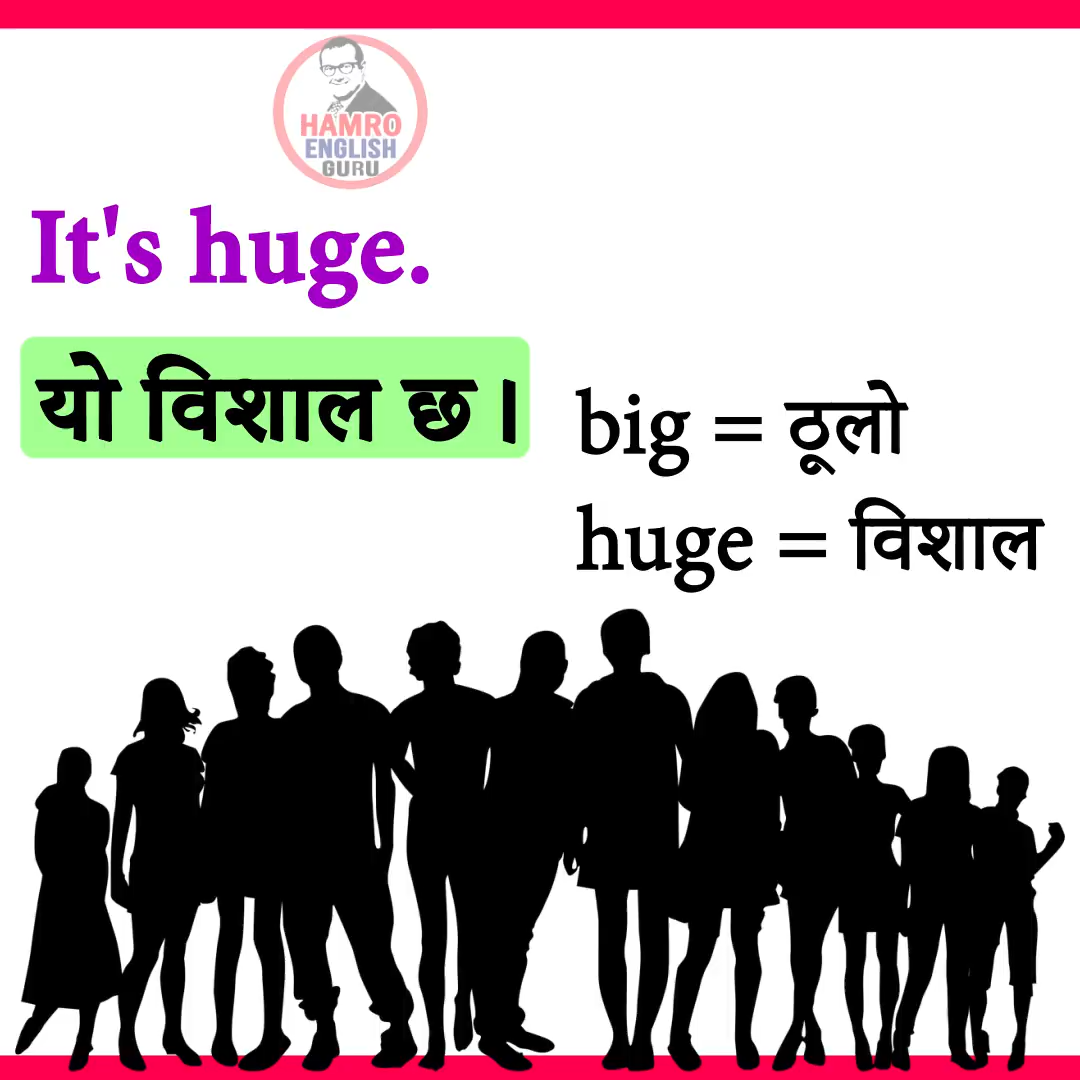 HAMRO
ENGLISH
GURU
It's huge.
यो विशाल छ ।
big = ठूलो
huge = विशाल